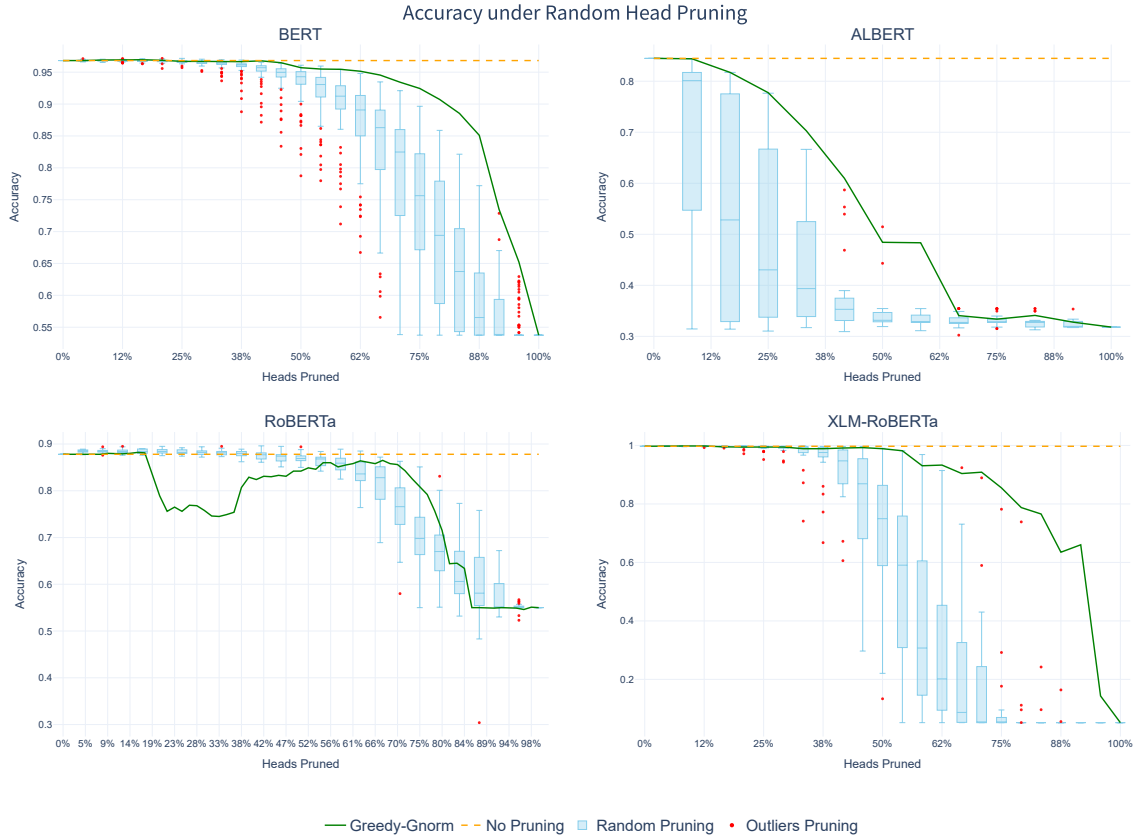 Accuracy under Random Head Pruning
BERT
0.95
0.9
0.85
0.8
0.75
0.7
0.65
0.6
0.55
Accuracy
0% 12% 25% 38% 50% 62% 75% 88% 100%
Heads Pruned
ALBERT
0.8
0.7
0.6
0.5
0.4
0.3
Accuracy
0% 12% 25% 38% 50% 62% 75% 88% 100%
Heads Pruned
RoBERTa
0.9
0.8
0.7
0.6
0.5
0.4
0.3
Accuracy
0% 5% 9% 14% 19% 23% 28% 33% 38% 42% 47% 52% 56% 61% 66% 70% 75% 80% 84% 89% 94% 98%
Heads Pruned
XLM-RoBERTa
1
0.8
0.6
0.4
0.2
Accuracy
0% 12% 25% 38% 50% 62% 75% 88% 100%
Heads Pruned
Greedy-Gnorm No Pruning Random Pruning Outliers Pruning